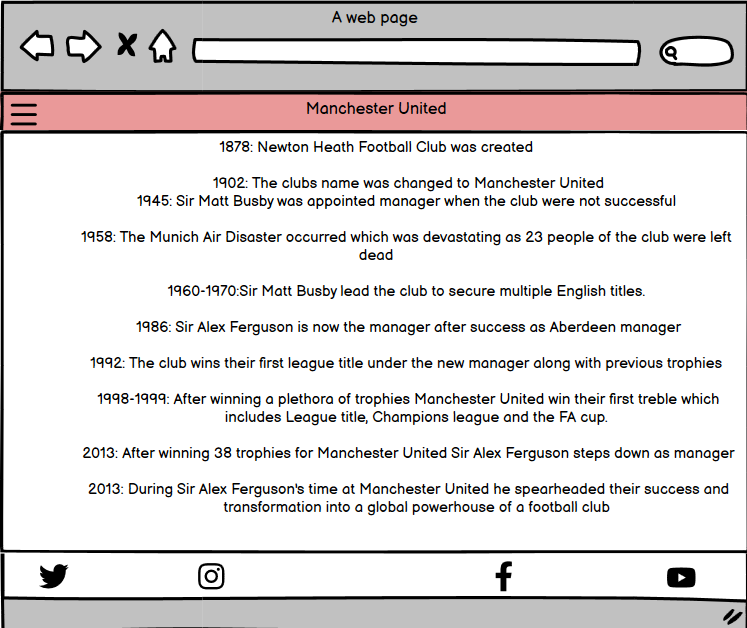 A web page
Manchester United
1878: Newton Heath Football Club was created
1902: The clubs name was changed to Manchester United
1945: Sir Matt Busby was appointed manager when the club were not successful
1958: The Munich Air Disaster occurred which was devastating as 23 people of the club were left
dead
1960-1970:Sir Matt Busby lead the club to secure multiple English titles.
1986: Sir Alex Ferguson is now the manager after success as Aberdeen manager
1992: The club wins their first league title under the new manager along with previous trophies
1998-1999: After winning a plethora of trophies Manchester United win their first treble which
includes League title, Champions league and the FA cup.
2013: After winning 38 trophies for Manchester United Sir Alex Ferguson steps down as manager
2013: During Sir Alex Ferguson's time at Manchester United he spearheaded their success and
transformation into a global powerhouse of a football club